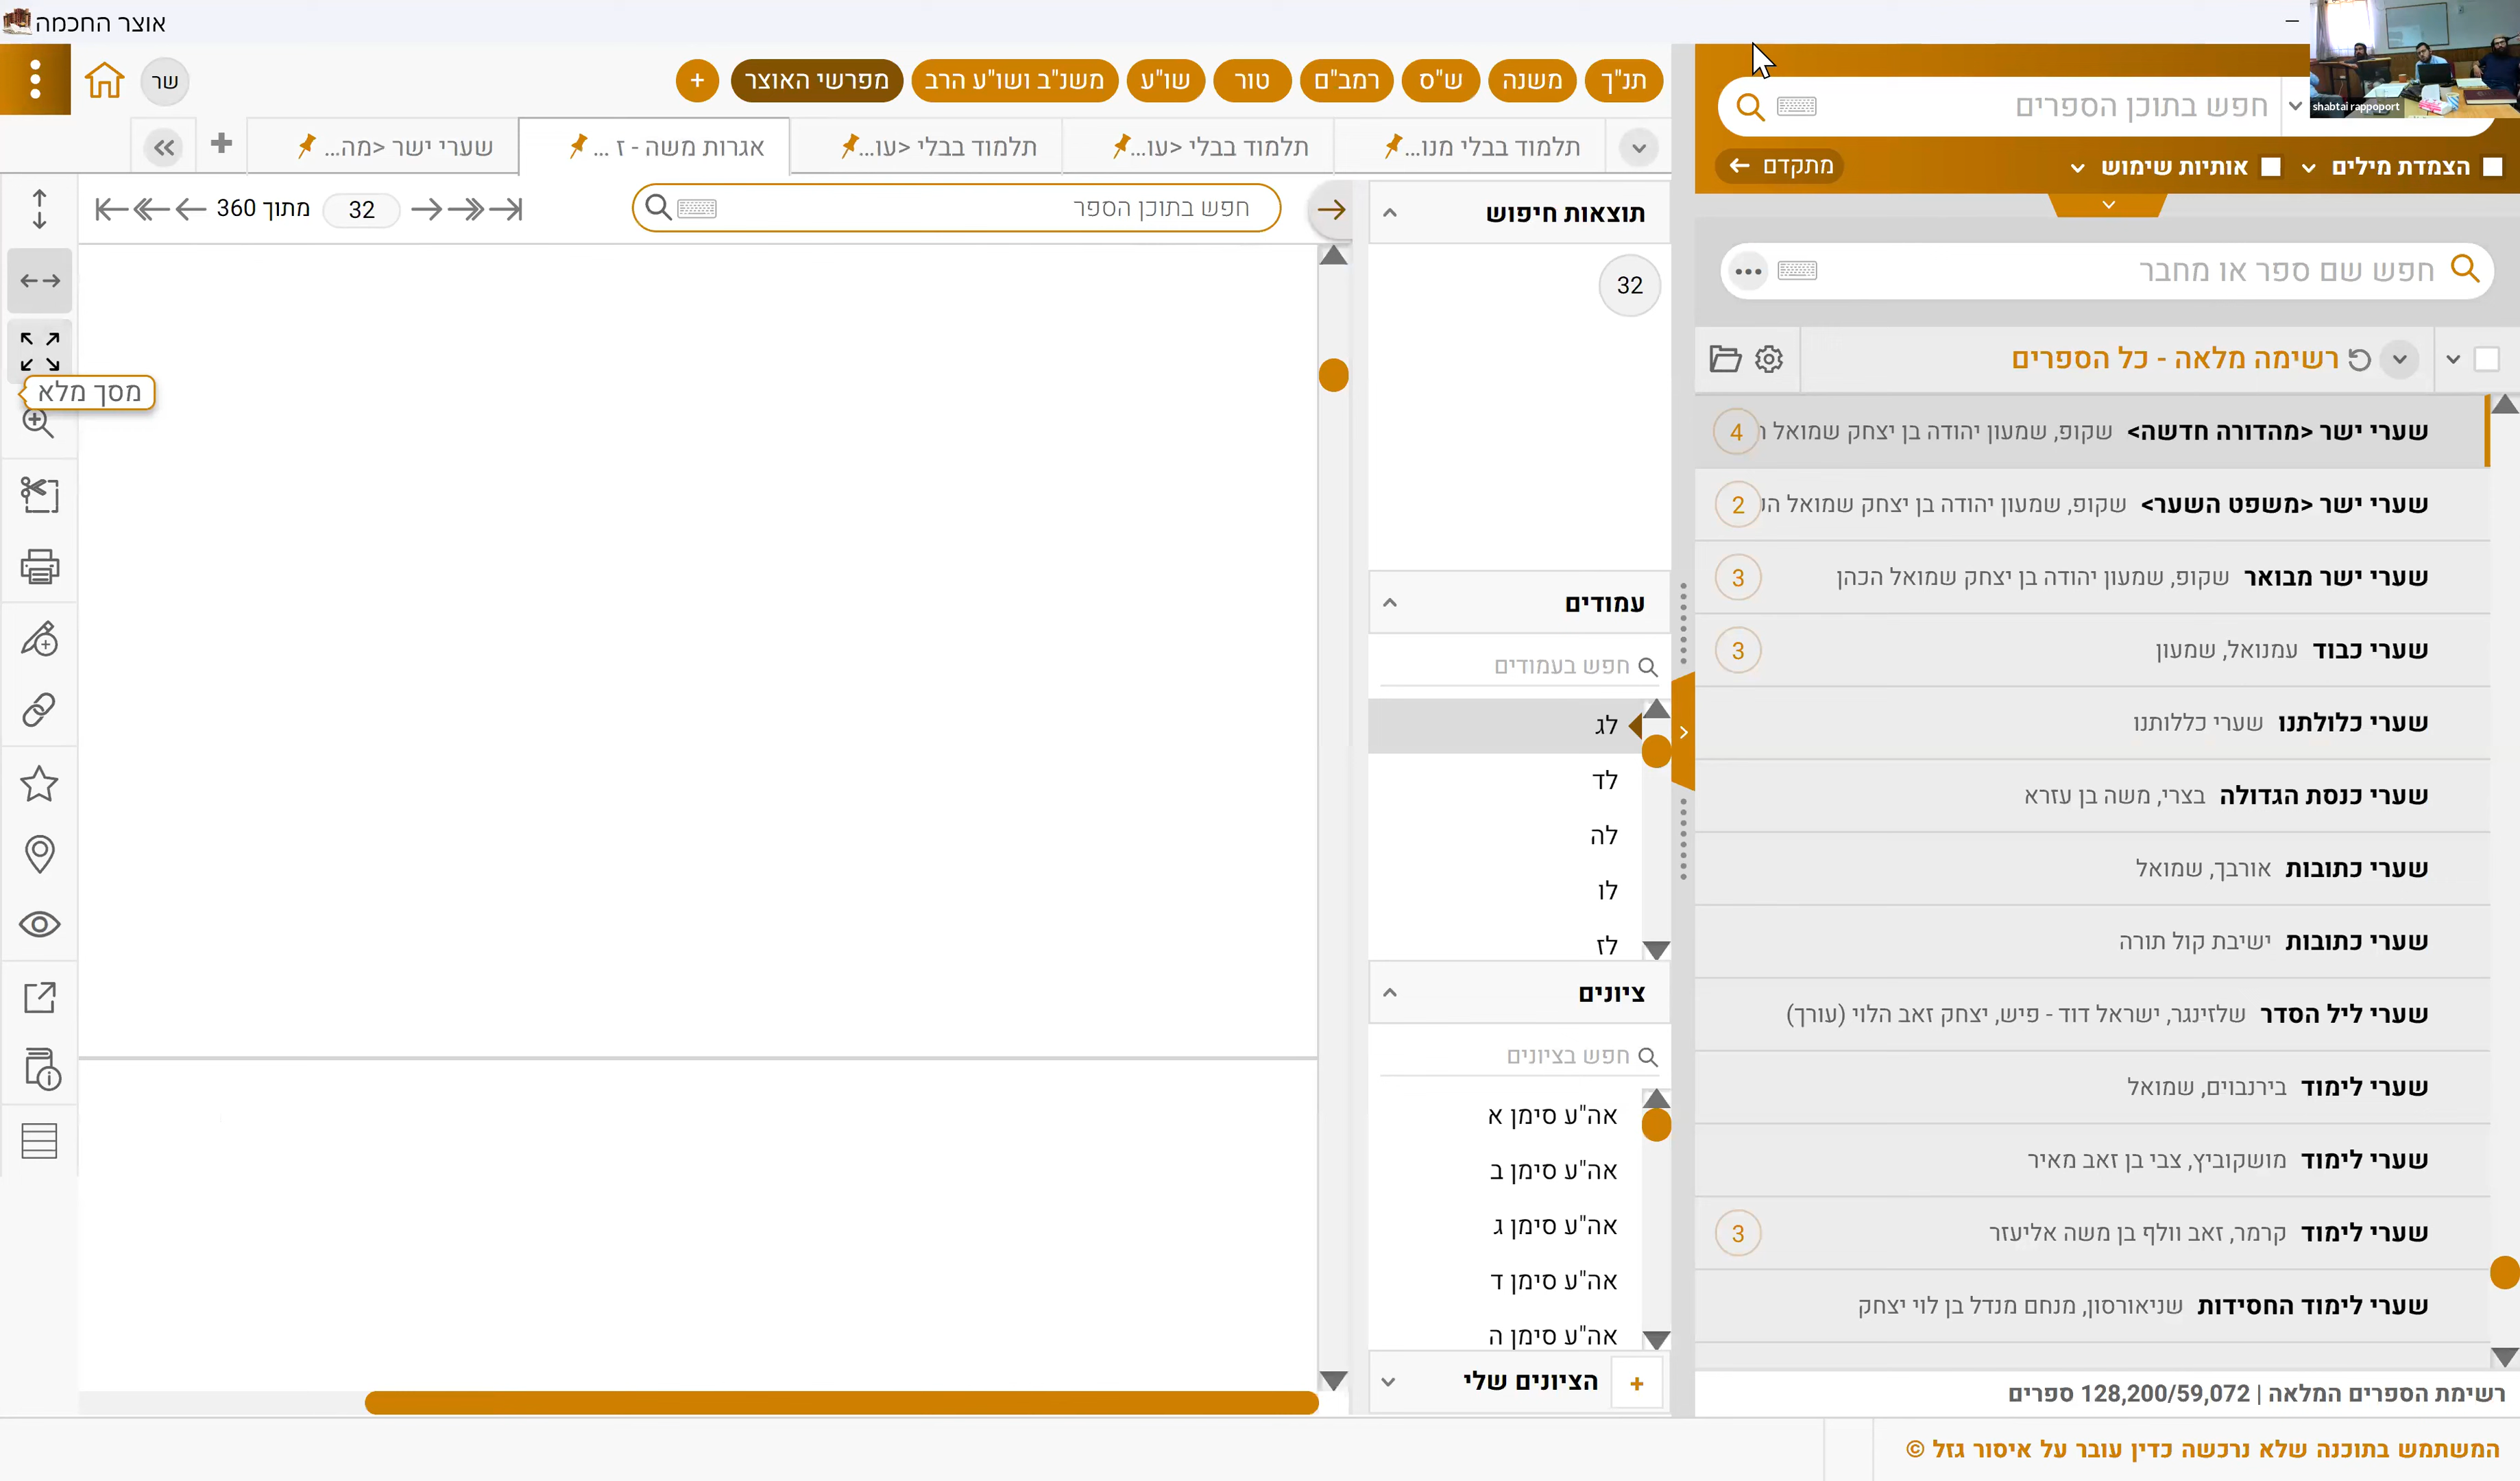 אוצר החכמה
shabtai rappoport
תנ"ך
משנה
ש"ס
רמב"ם
טור
שו"ע
משנ"ב ושו"ע הרב
מפרשי האוצר
+
שר
חפש בתוכן הספרים
הצמדת מילים
אותיות שימוש
מתקדם
תלמוד בבלי מנו...
תלמוד בבלי <עו...
תלמוד בבלי <עו...
אגרות משה - ז ...
שערי ישר <מה...
חפש בתוכן הספר
32 מתוך 360
מסך מלא
תוצאות חיפוש
32
עמודים
חפש בעמודים
לג
לד
לה
לו
לז
ציונים
חפש בציונים
אה"ע סימן א
אה"ע סימן ב
אה"ע סימן ג
אה"ע סימן ד
אה"ע סימן ה
הציונים שלי
+
חפש שם ספר או מחבר
רשימה מלאה - כל הספרים
שערי ישר <מהדורה חדשה> שקופ, שמעון יהודה בן יצחק שמואל 4
שערי ישר <משפט השער> שקופ, שמעון יהודה בן יצחק שמואל 2
שערי ישר מבואר שקופ, שמעון יהודה בן יצחק שמואל הכהן 3
שערי כבוד עמנואל, שמעון 3
שערי כלולתנו שערי כללותנו
שערי כנסת הגדולה בצרי, משה בן עזרא
שערי כתובות אורבך, שמואל
שערי כתובות ישיבת קול תורה
שערי ליל הסדר שלזינגר, ישראל דוד - פיש, יצחק זאב הלוי (עורך)
שערי לימוד בירנבוים, שמואל
שערי לימוד מושקוביץ, צבי בן זאב מאיר
שערי לימוד קרמר, זאב וולף בן משה אליעזר 3
שערי לימוד החסידות שניאורסון, מנחם מנדל בן לוי יצחק
רשימת הספרים המלאה | 128,200/59,072 ספרים
המשתמש בתוכנה שלא נרכשה כדין עובר על איסור גזל ©